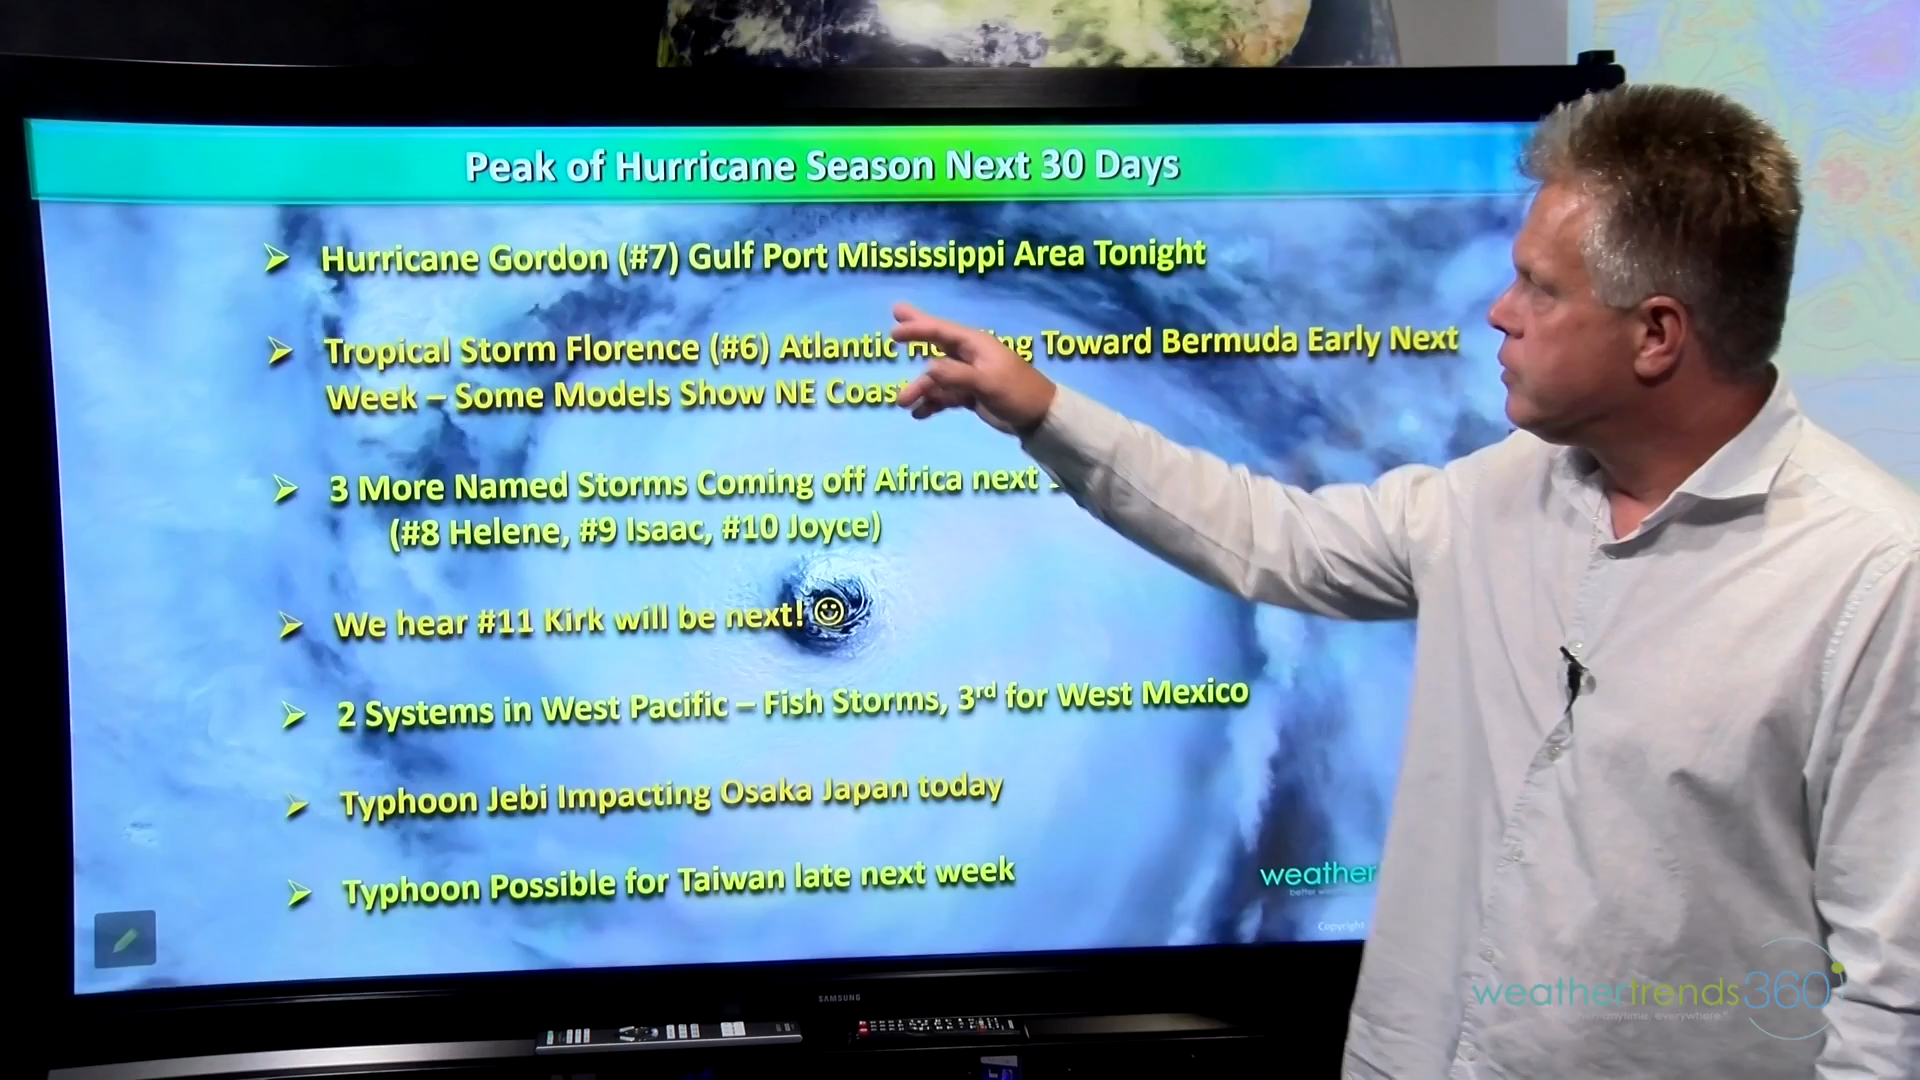 Peak of Hurricane Season Next 30 Days
➢ Hurricane Gordon (#7) Gulf Port Mississippi Area Tonight
➢ Tropical Storm Florence (#6) Atlantic Toward Bermuda Early Next
Week – Some Models Show NE
➢ 3 More Named Storms Coming off Africa next
(#8 Helene, #9 Isaac, #10 Joyce)
➢ We hear #11 Kirk will be next! ☺
➢ 2 Systems in West Pacific – Fish Storms, 3rd for West Mexico
➢ Typhoon Jebi Impacting Osaka Japan today
➢ Typhoon Possible for Taiwan late next week
weather
better
Copyright
SAMSUNG
weathertrends360
anytime, everywhere.